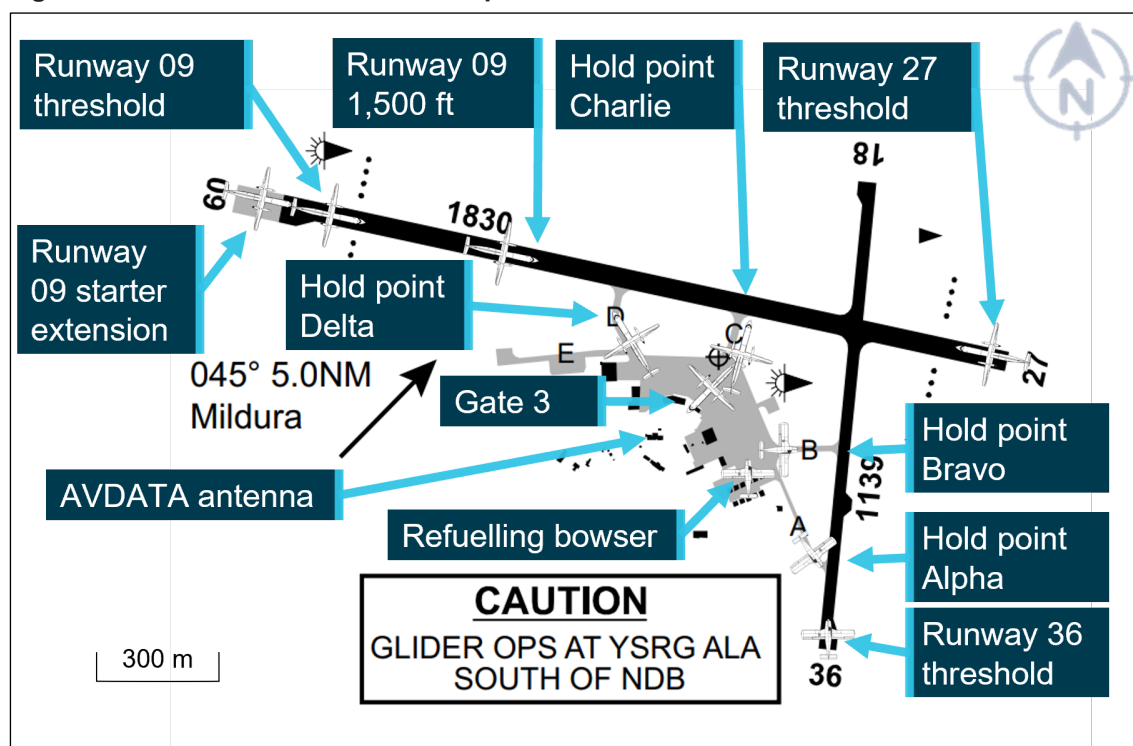 Runway 09
threshold
Runway 09
1,500 ft
Hold point
Charlie
Runway 27
threshold
N
18
09
1830
Runway
09 starter
extension
Hold point
Delta
D
C
E
27
045° 5.0NM
Mildura
Gate 3
B
Hold point
Bravo
AVDATA antenna
1139
Refuelling bowser
A
Hold point
Alpha
CAUTION
GLIDER OPS AT YSRG ALA
SOUTH OF NDB
Runway 36
threshold
300 m
36